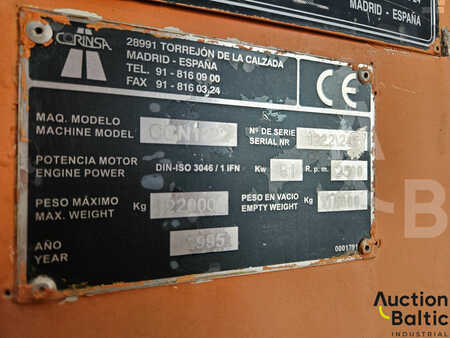 MADRID - ESPAÑA
CORINSA
28991 TORREJÓN DE LA CALZADA
MADRID - ESPAÑA
TEL. 91 - 816 09 00
FAX 91 - 816 03 24
CE
MAQ. MODELO
MACHINE MODEL
Nº DE SERIE
SERIAL NR
POTENCIA MOTOR
ENGINE POWER
DIN-ISO 3046 / 1 IFN
Kw
R.p.m.
PESO MÁXIMO
MAX. WEIGHT
Kg
PESO EN VACIO
EMPTY WEIGHT
Kg
AÑO
YEAR
1995
Auction
Baltic
INDUSTRIAL